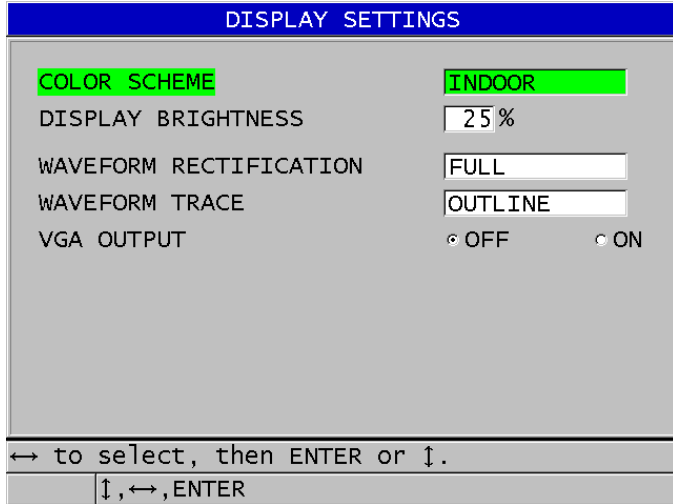 DISPLAY SETTINGS
COLOR SCHEME INDOOR
DISPLAY BRIGHTNESS 25%
WAVEFORM RECTIFICATION FULL
WAVEFORM TRACE OUTLINE
VGA OUTPUT OFF ON
↔ to select, then ENTER or ↕.
↕,↔,ENTER